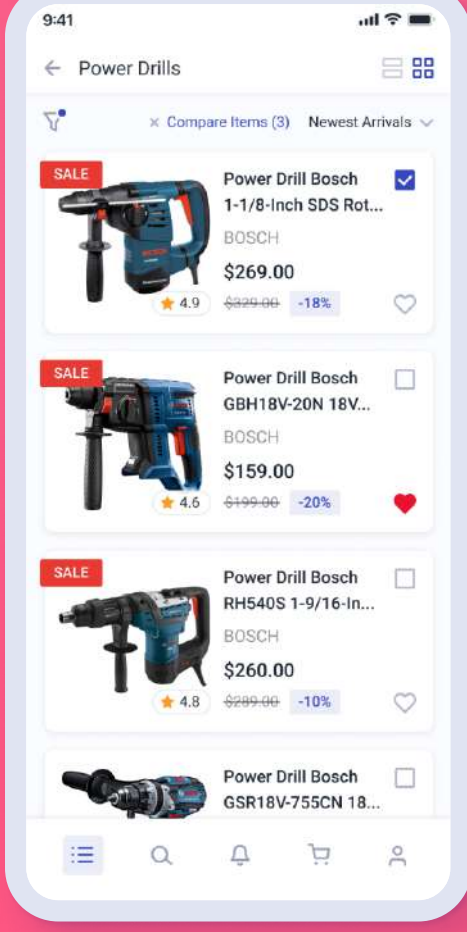 9:41
Power Drills
× Compare Items (3) Newest Arrivals
SALE
Power Drill Bosch
1-1/8-Inch SDS Rot...
BOSCH
$269.00
4.9
$329.00 -18%
SALE
Power Drill Bosch
GBH18V-20N 18V...
BOSCH
$159.00
4.6
$199.00 -20%
SALE
Power Drill Bosch
RH540S 1-9/16-In...
BOSCH
$260.00
4.8
$289.00 -10%
Power Drill Bosch
GSR18V-755CN 18...